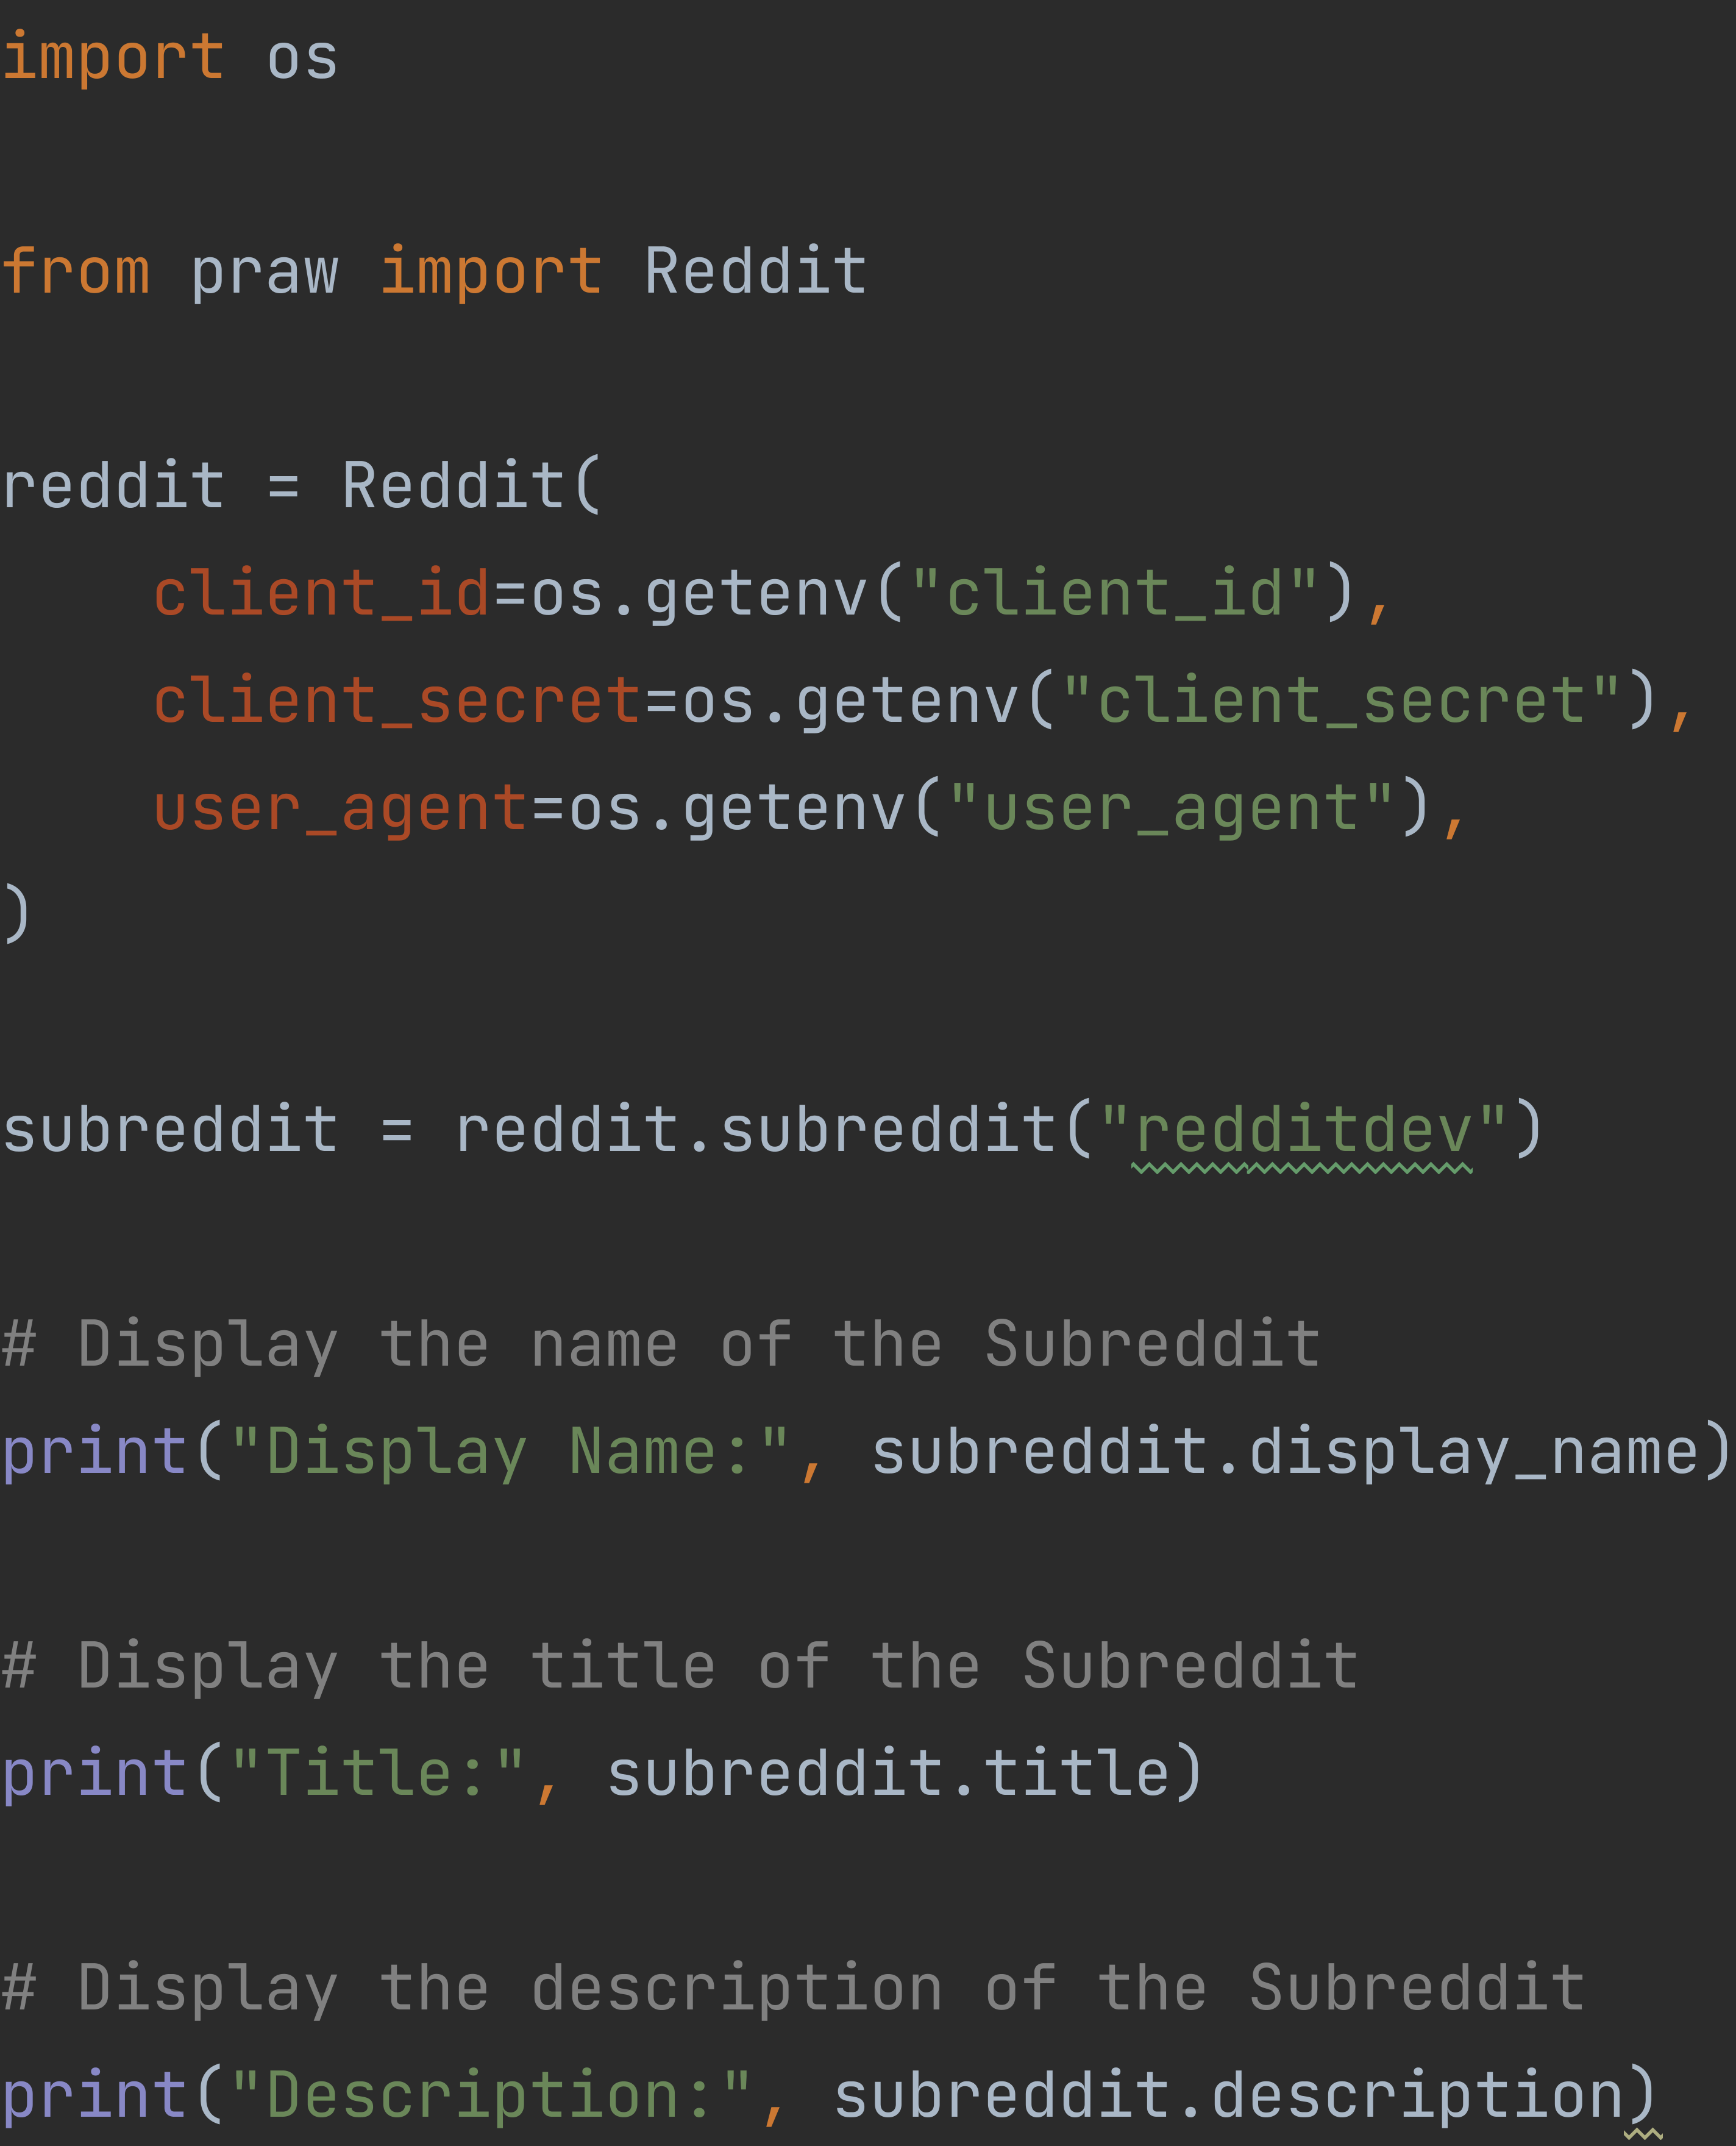 import os
from praw import Reddit
reddit = Reddit(
    client_id=os.getenv("client_id"),
    client_secret=os.getenv("client_secret"),
    user_agent=os.getenv("user_agent"),
)
subreddit = reddit.subreddit("redditdev")
# Display the name of the Subreddit
print("Display Name:", subreddit.display_name)
# Display the title of the Subreddit
print("Title:", subreddit.title)
# Display the description of the Subreddit
print("Description:", subreddit.description)